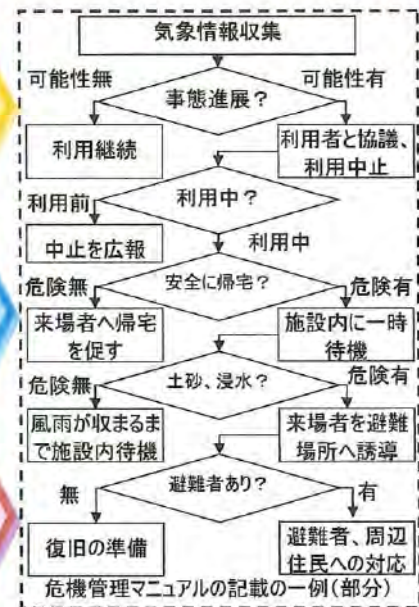 気象情報収集
可能性無
可能性有
事態進展？
利用継続
利用者と協議、
利用中止
利用前
利用中？
中止を広報
利用中
危険無
安全に帰宅？
危険有
来場者へ帰宅
を促す
施設内に一時
待機
危険無
土砂、浸水？
危険有
風雨が収まるま
で施設内待機
来場者を避難
場所へ誘導
無
避難者あり？
有
復旧の準備
避難者、周辺
住民への対応
危機管理マニュアルの記載の一例（部分）